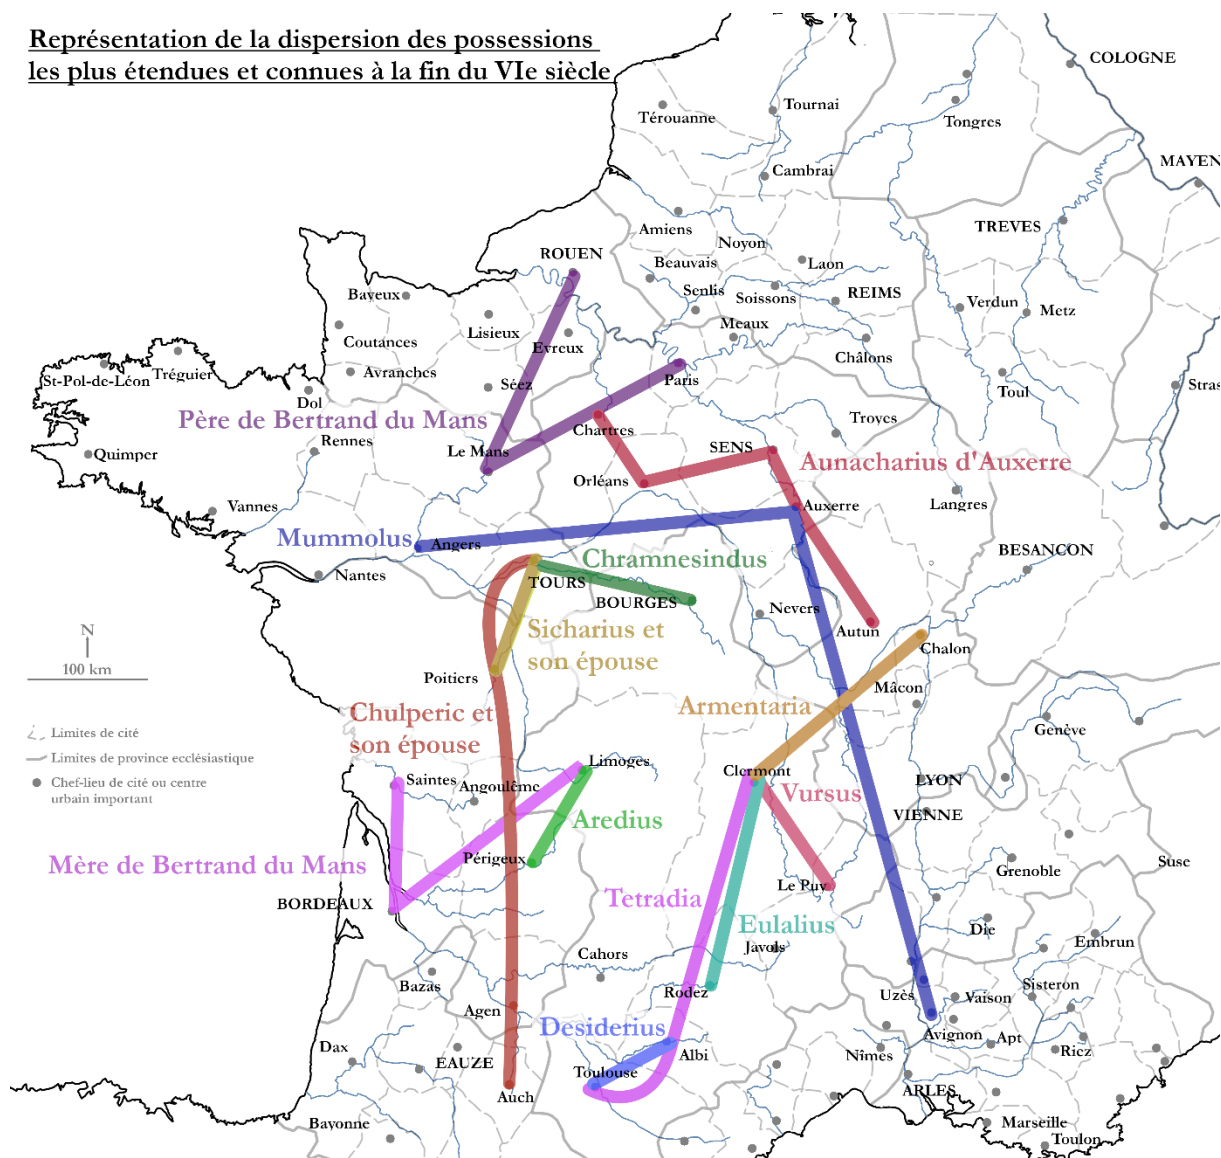 Représentation de la dispersion des possessions
les plus étendues et connues à la fin du VIe siècle
COLOGNE
Tournai
Térouanne
Tongres
MAYEN
Cambrai
TREVES
Amiens
Noyon
ROUEN
Beauvais
Laon
Senlis
Soissons
REIMS
Bayeux
Verdun
Metz
Lisieux
Meaux
Coutances
Evreux
Châlons
St-Pol-de-Léon
Tréguier
Avranches
Séez
Paris
Toul
Stras
Dol
Père de Bertrand du Mans
Chartres
Troyes
Rennes
Le Mans
SENS
Quimper
Aunacharius d'Auxerre
Orléans
Langres
Vannes
Auxerre
Mummolus
Angers
BESANCON
Chramnesindus
Nantes
TOURS
BOURGES
Nevers
N
Sicharius et
son épouse
Autun
Chalon
100 km
Poitiers
Mâcon
Chulperic et
son épouse
Armentaria
Genève
Limites de cité
Limites de province ecclésiastique
Chef-lieu de cité ou centre
urbain important
Limoges
Clermont
Saintes
Angoulême
LYON
Vursus
VIENNE
Aredius
Mère de Bertrand du Mans
Périgeux
Grenoble
Suse
Le Puy
BORDEAUX
Tetradia
Eulalius
Die
Embrun
Cahors
Javols
Bazas
Rodez
Uzès
Vaison
Sisteron
Agen
Desiderius
Avignon
Apt
Riez
Dax
EAUZE
Albi
Nîmes
Toulouse
ARLES
Auch
Bayonne
Marseille
Toulon